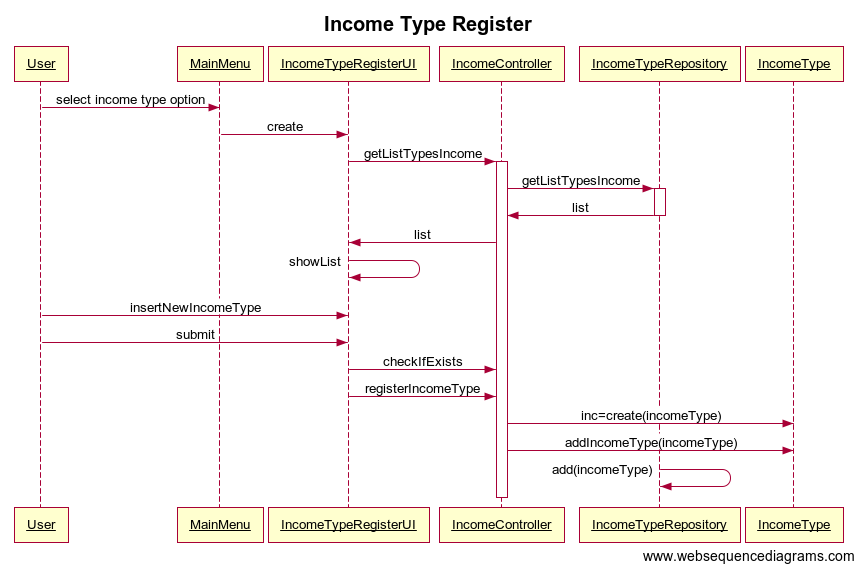 Income Type Register
User MainMenu IncomeTypeRegisterUI IncomeController IncomeTypeRepository IncomeType
select income type option
create
getListTypesIncome
getListTypesIncome
list
list
showList
insertNewIncomeType
submit
checkIfExists
registerIncomeType
inc=create(incomeType)
addIncomeType(incomeType)
add(incomeType)
User MainMenu IncomeTypeRegisterUI IncomeController IncomeTypeRepository IncomeType
www.websequencediagrams.com